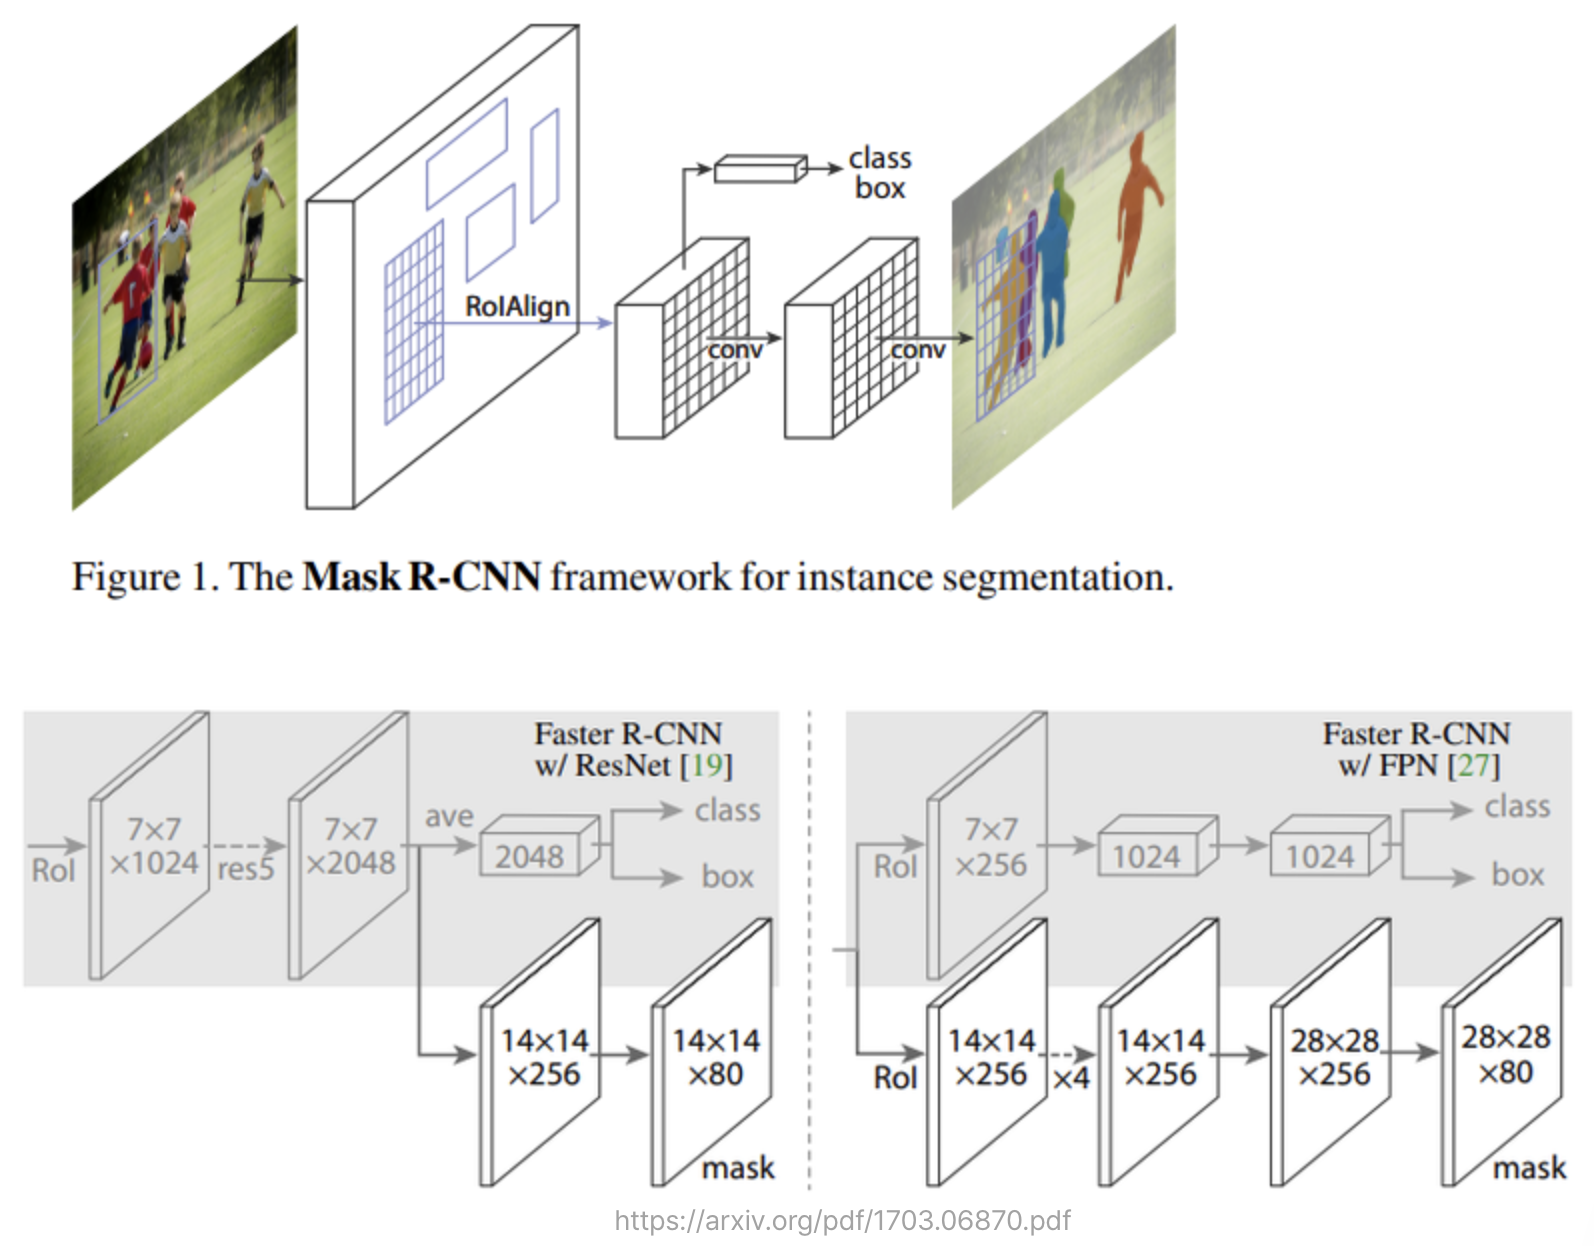 class
box
RoIAlign
conv
conv
Figure 1. The Mask R-CNN framework for instance segmentation.
Faster R-CNN
w/ ResNet [19]
RoI
7×7
×1024
res5
7×7
×2048
ave
2048
class
box
14×14
×256
14×14
×80
mask
Faster R-CNN
w/ FPN [27]
RoI
7×7
×256
1024
1024
class
box
RoI
14×14
×256
×4
14×14
×256
28×28
×256
28×28
×80
mask
https://arxiv.org/pdf/1703.06870.pdf